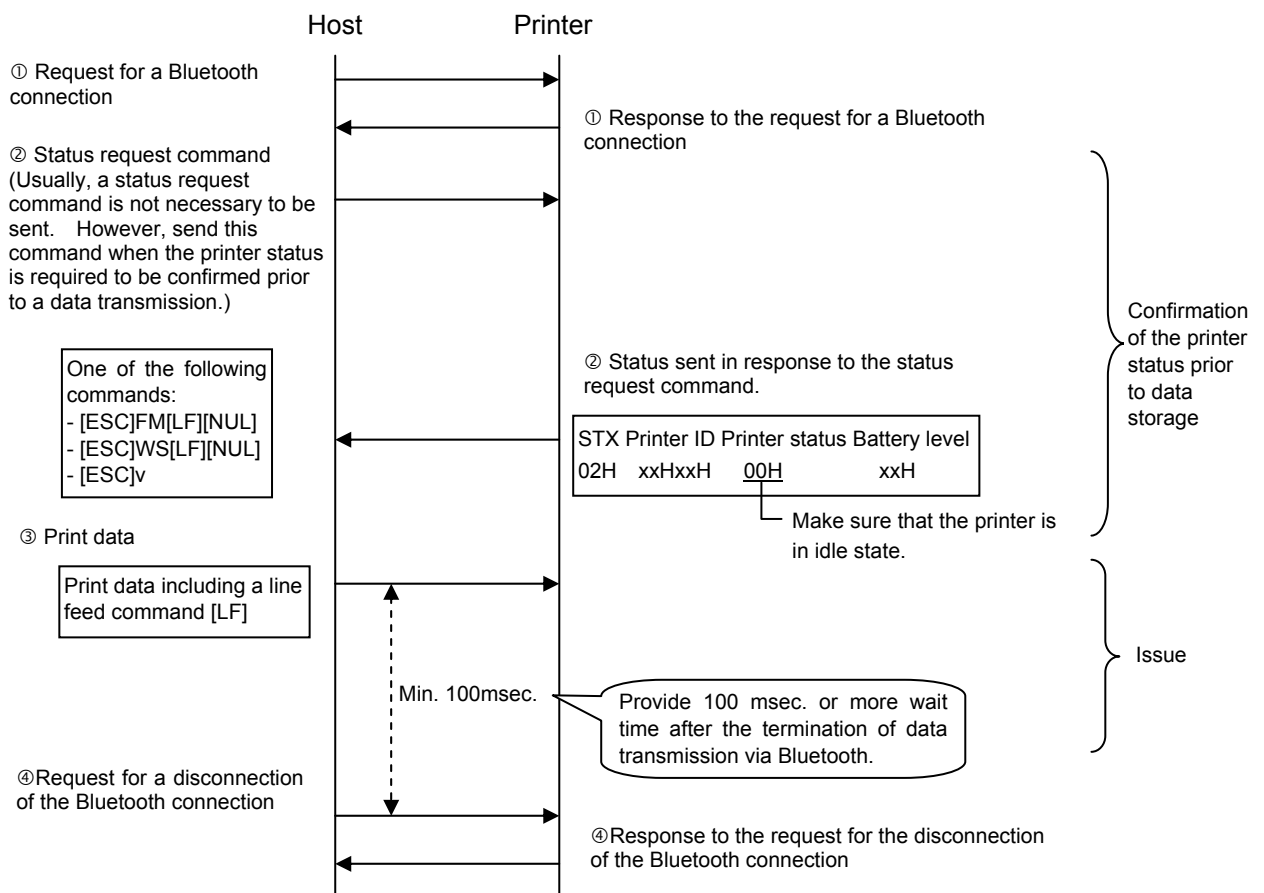 Host Printer
① Request for a Bluetooth
connection
① Response to the request for a Bluetooth
connection
② Status request command
(Usually, a status request
command is not necessary to be
sent. However, send this
command when the printer status
is required to be confirmed prior
to a data transmission.)
Confirmation
of the printer
status prior
to data
storage
One of the following
commands:
- [ESC]FM[LF][NUL]
- [ESC]WS[LF][NUL]
- [ESC]v
② Status sent in response to the status
request command.
STX Printer ID Printer status Battery level
02H xxHxxH 00H xxH
Make sure that the printer is
in idle state.
③ Print data
Print data including a line
feed command [LF]
Issue
Min. 100msec.
Provide 100 msec. or more wait
time after the termination of data
transmission via Bluetooth.
④Request for a disconnection
of the Bluetooth connection
④Response to the request for the disconnection
of the Bluetooth connection